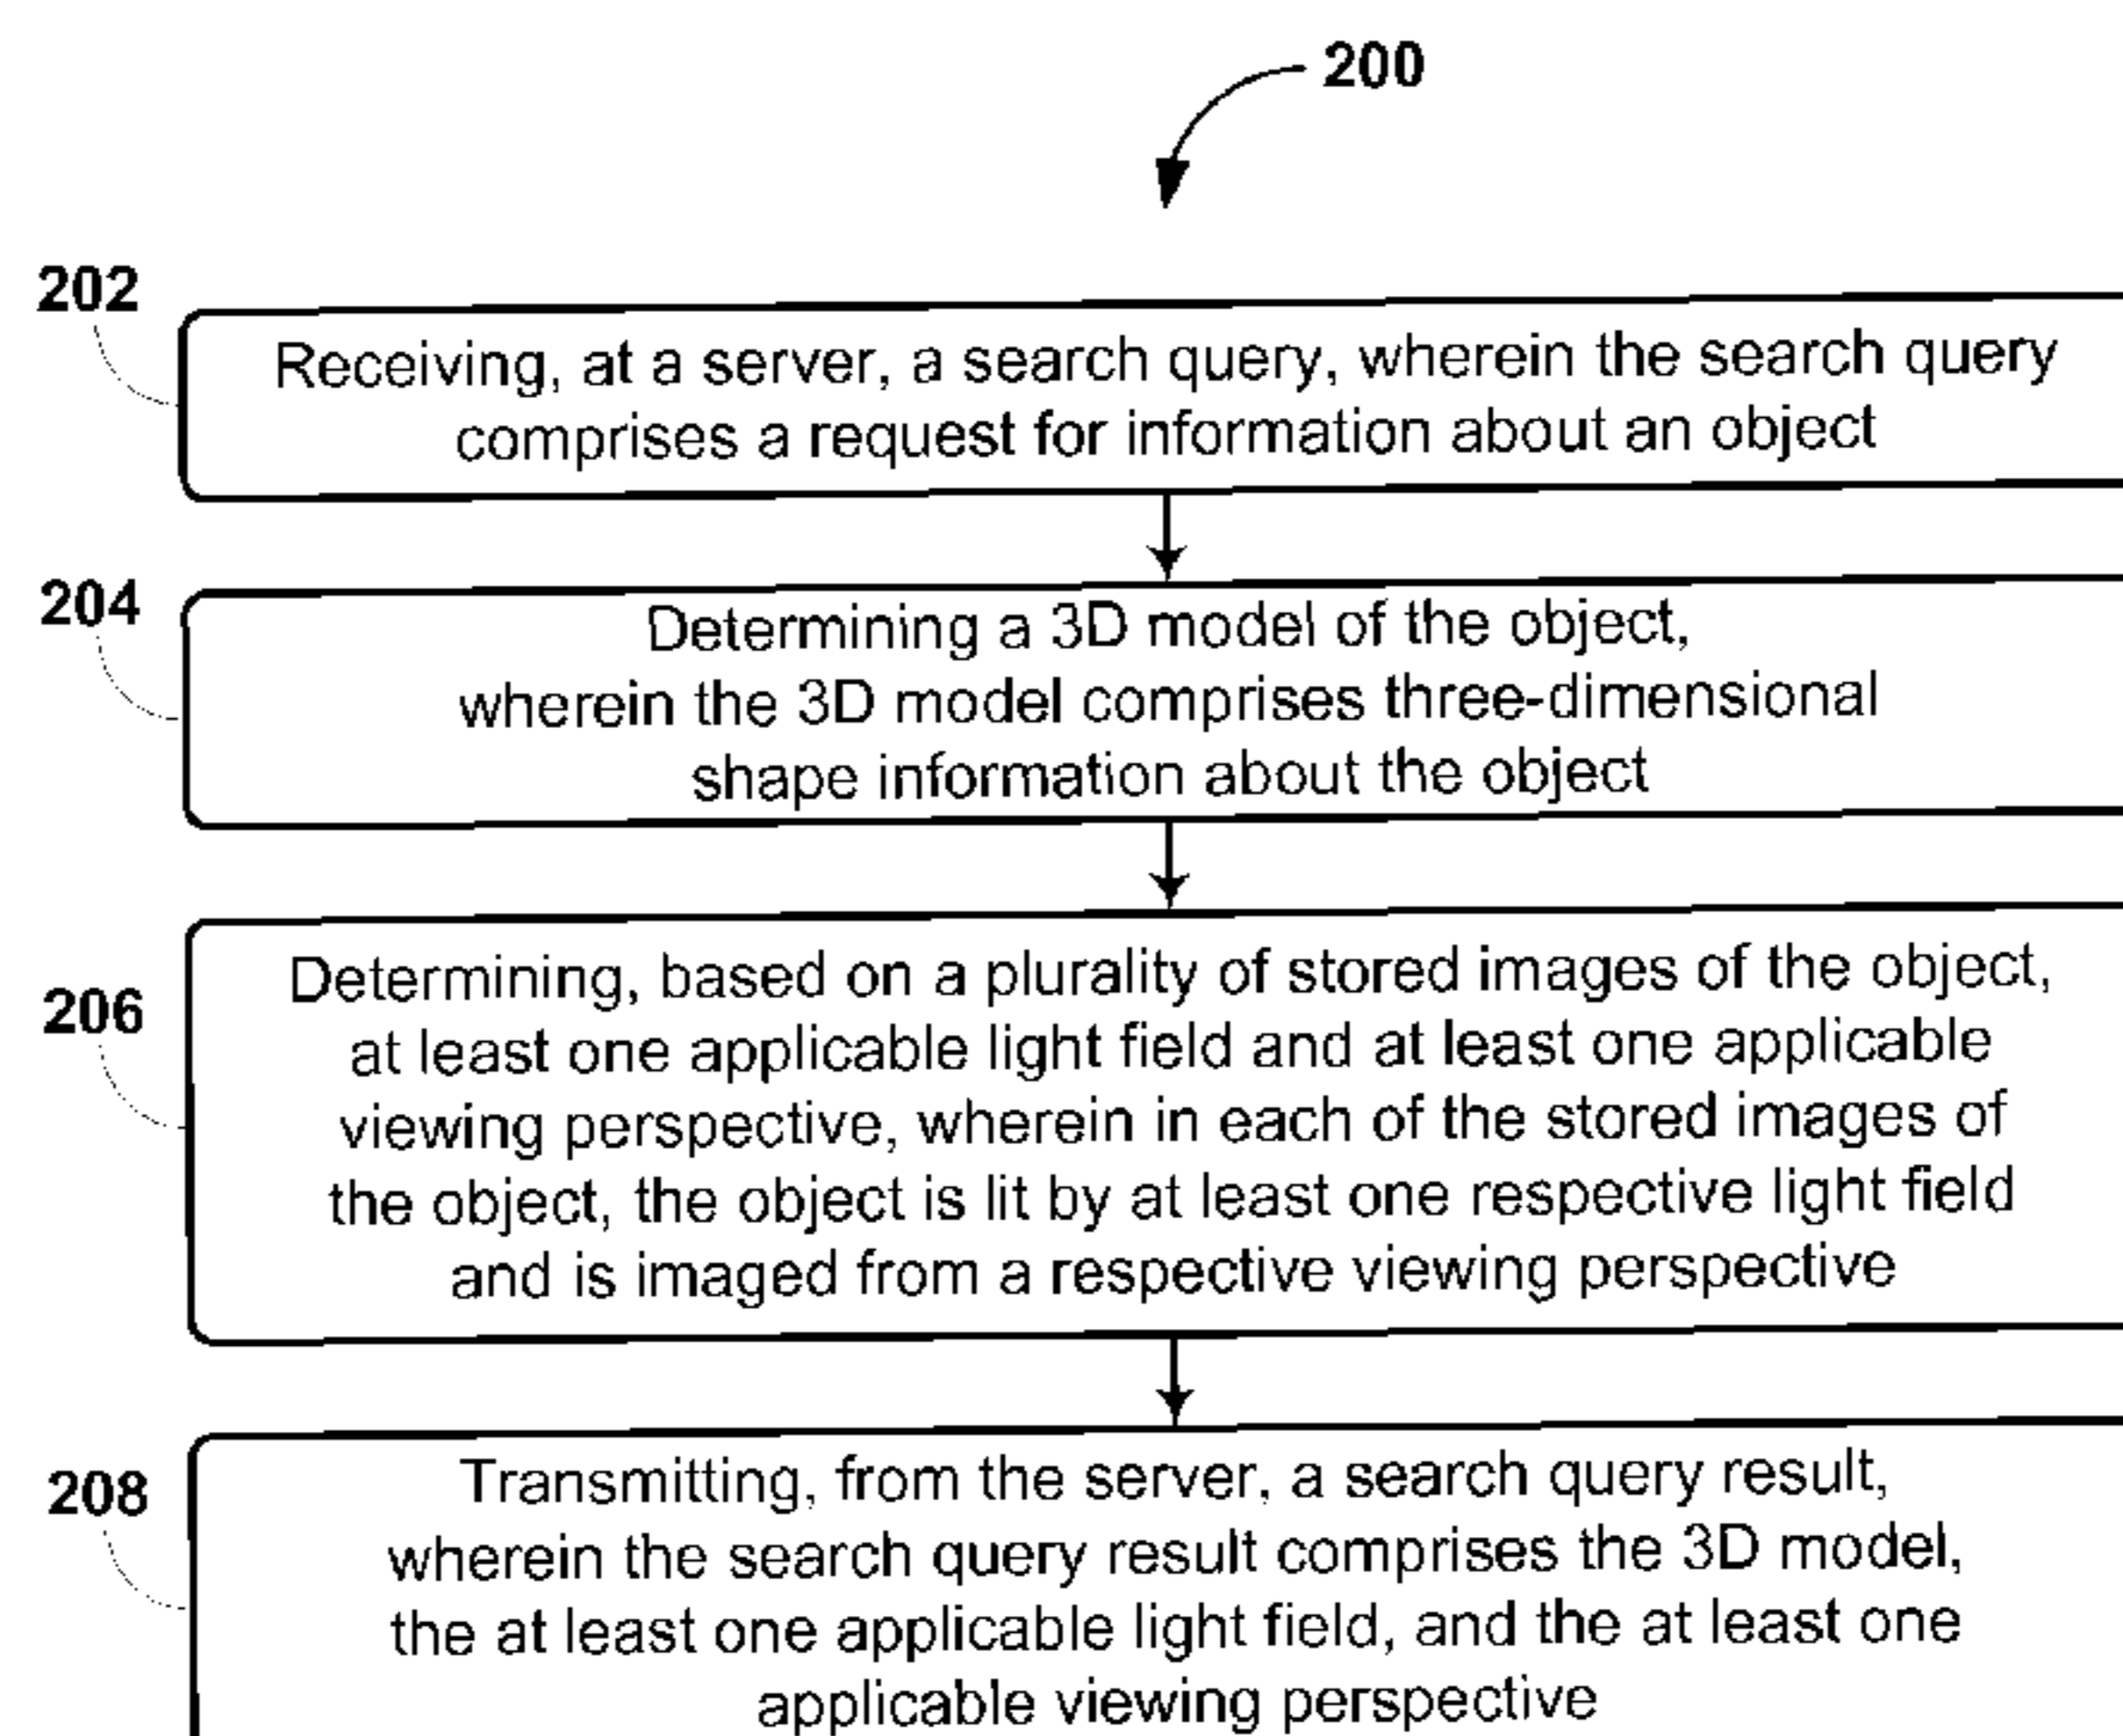 200
202
Receiving, at a server, a search query, wherein the search query
comprises a request for information about an object
204
Determining a 3D model of the object,
wherein the 3D model comprises three-dimensional
shape information about the object
206
Determining, based on a plurality of stored images of the object,
at least one applicable light field and at least one applicable
viewing perspective, wherein in each of the stored images of
the object, the object is lit by at least one respective light field
and is imaged from a respective viewing perspective
208
Transmitting, from the server, a search query result,
wherein the search query result comprises the 3D model,
the at least one applicable light field, and the at least one
applicable viewing perspective